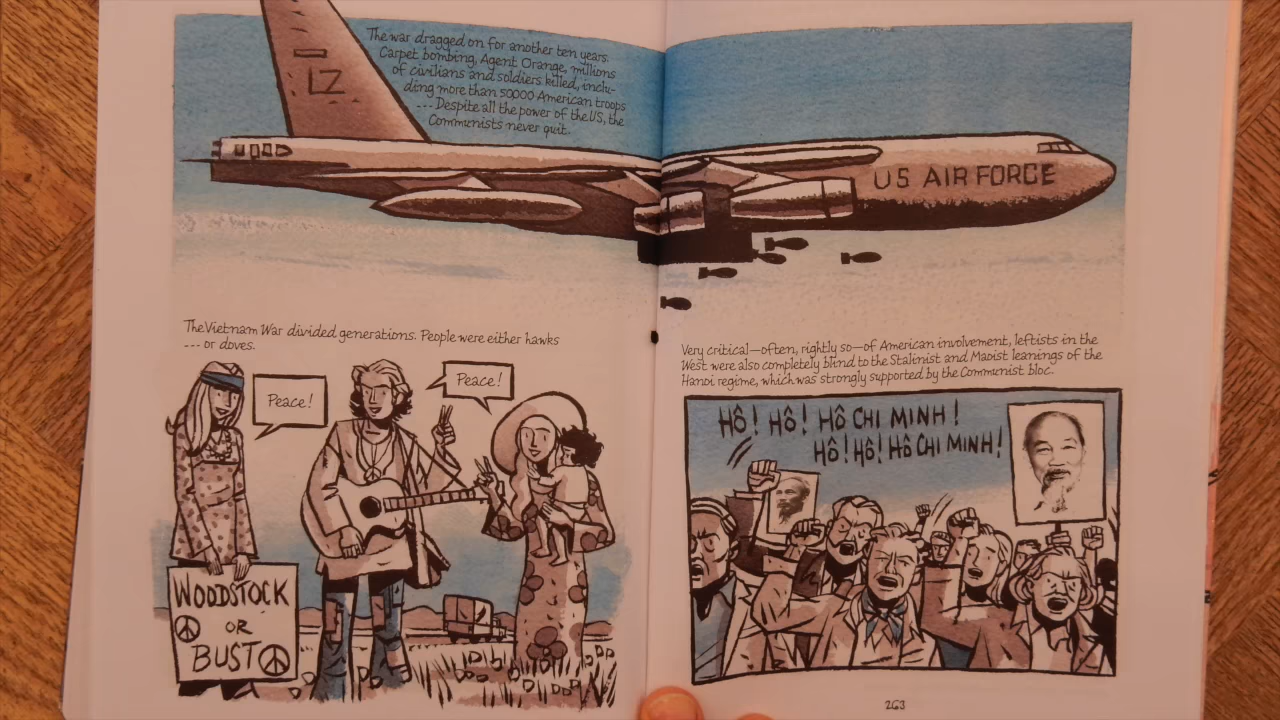 The war dragged on for another ten years.
Carpet bombing, Agent Orange, millions
of civilians and soldiers killed, inclu-
ding more than 50000 American troops
--- Despite all the power of the US, the
Communists never quit.
LZ
US AIR FORCE
The Vietnam War divided generations. People were either hawks
--- or doves.
Peace!
Peace!
WOODSTOCK
OR
BUST
Very critical—often, rightly so—of American involvement, leftists in the
West were also completely blind to the Stalinist and Maoist leanings of the
Hanoi regime, which was strongly supported by the Communist bloc.
HÔ! HÔ! HÔ CHI MINH!
HÔ! HÔ! HÔ CHI MINH!
263